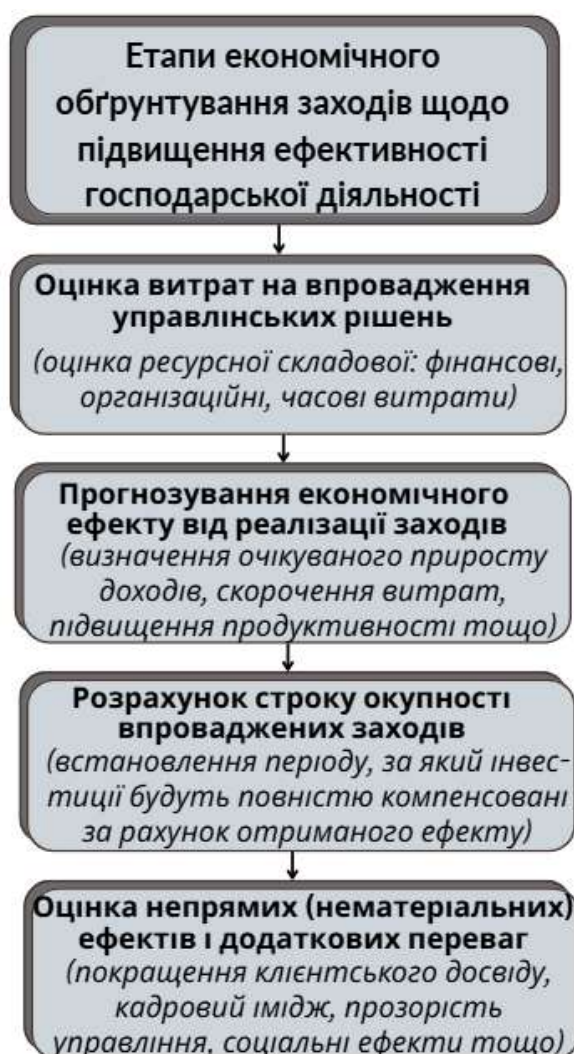 Етапи економічного
обґрунтування заходів щодо
підвищення ефективності
господарської діяльності
Оцінка витрат на впровадження
управлінських рішень
(оцінка ресурсної складової: фінансові,
організаційні, часові витрати)
Прогнозування економічного
ефекту від реалізації заходів
(визначення очікуваного приросту
доходів, скорочення витрат,
підвищення продуктивності тощо)
Розрахунок строку окупності
впроваджених заходів
(встановлення періоду, за який інвес-
тиції будуть повністю компенсовані
за рахунок отриманого ефекту)
Оцінка непрямих (нематеріальних)
ефектів і додаткових переваг
(покращення клієнтського досвіду,
кадровий імідж, прозорість
управління, соціальні ефекти тощо)